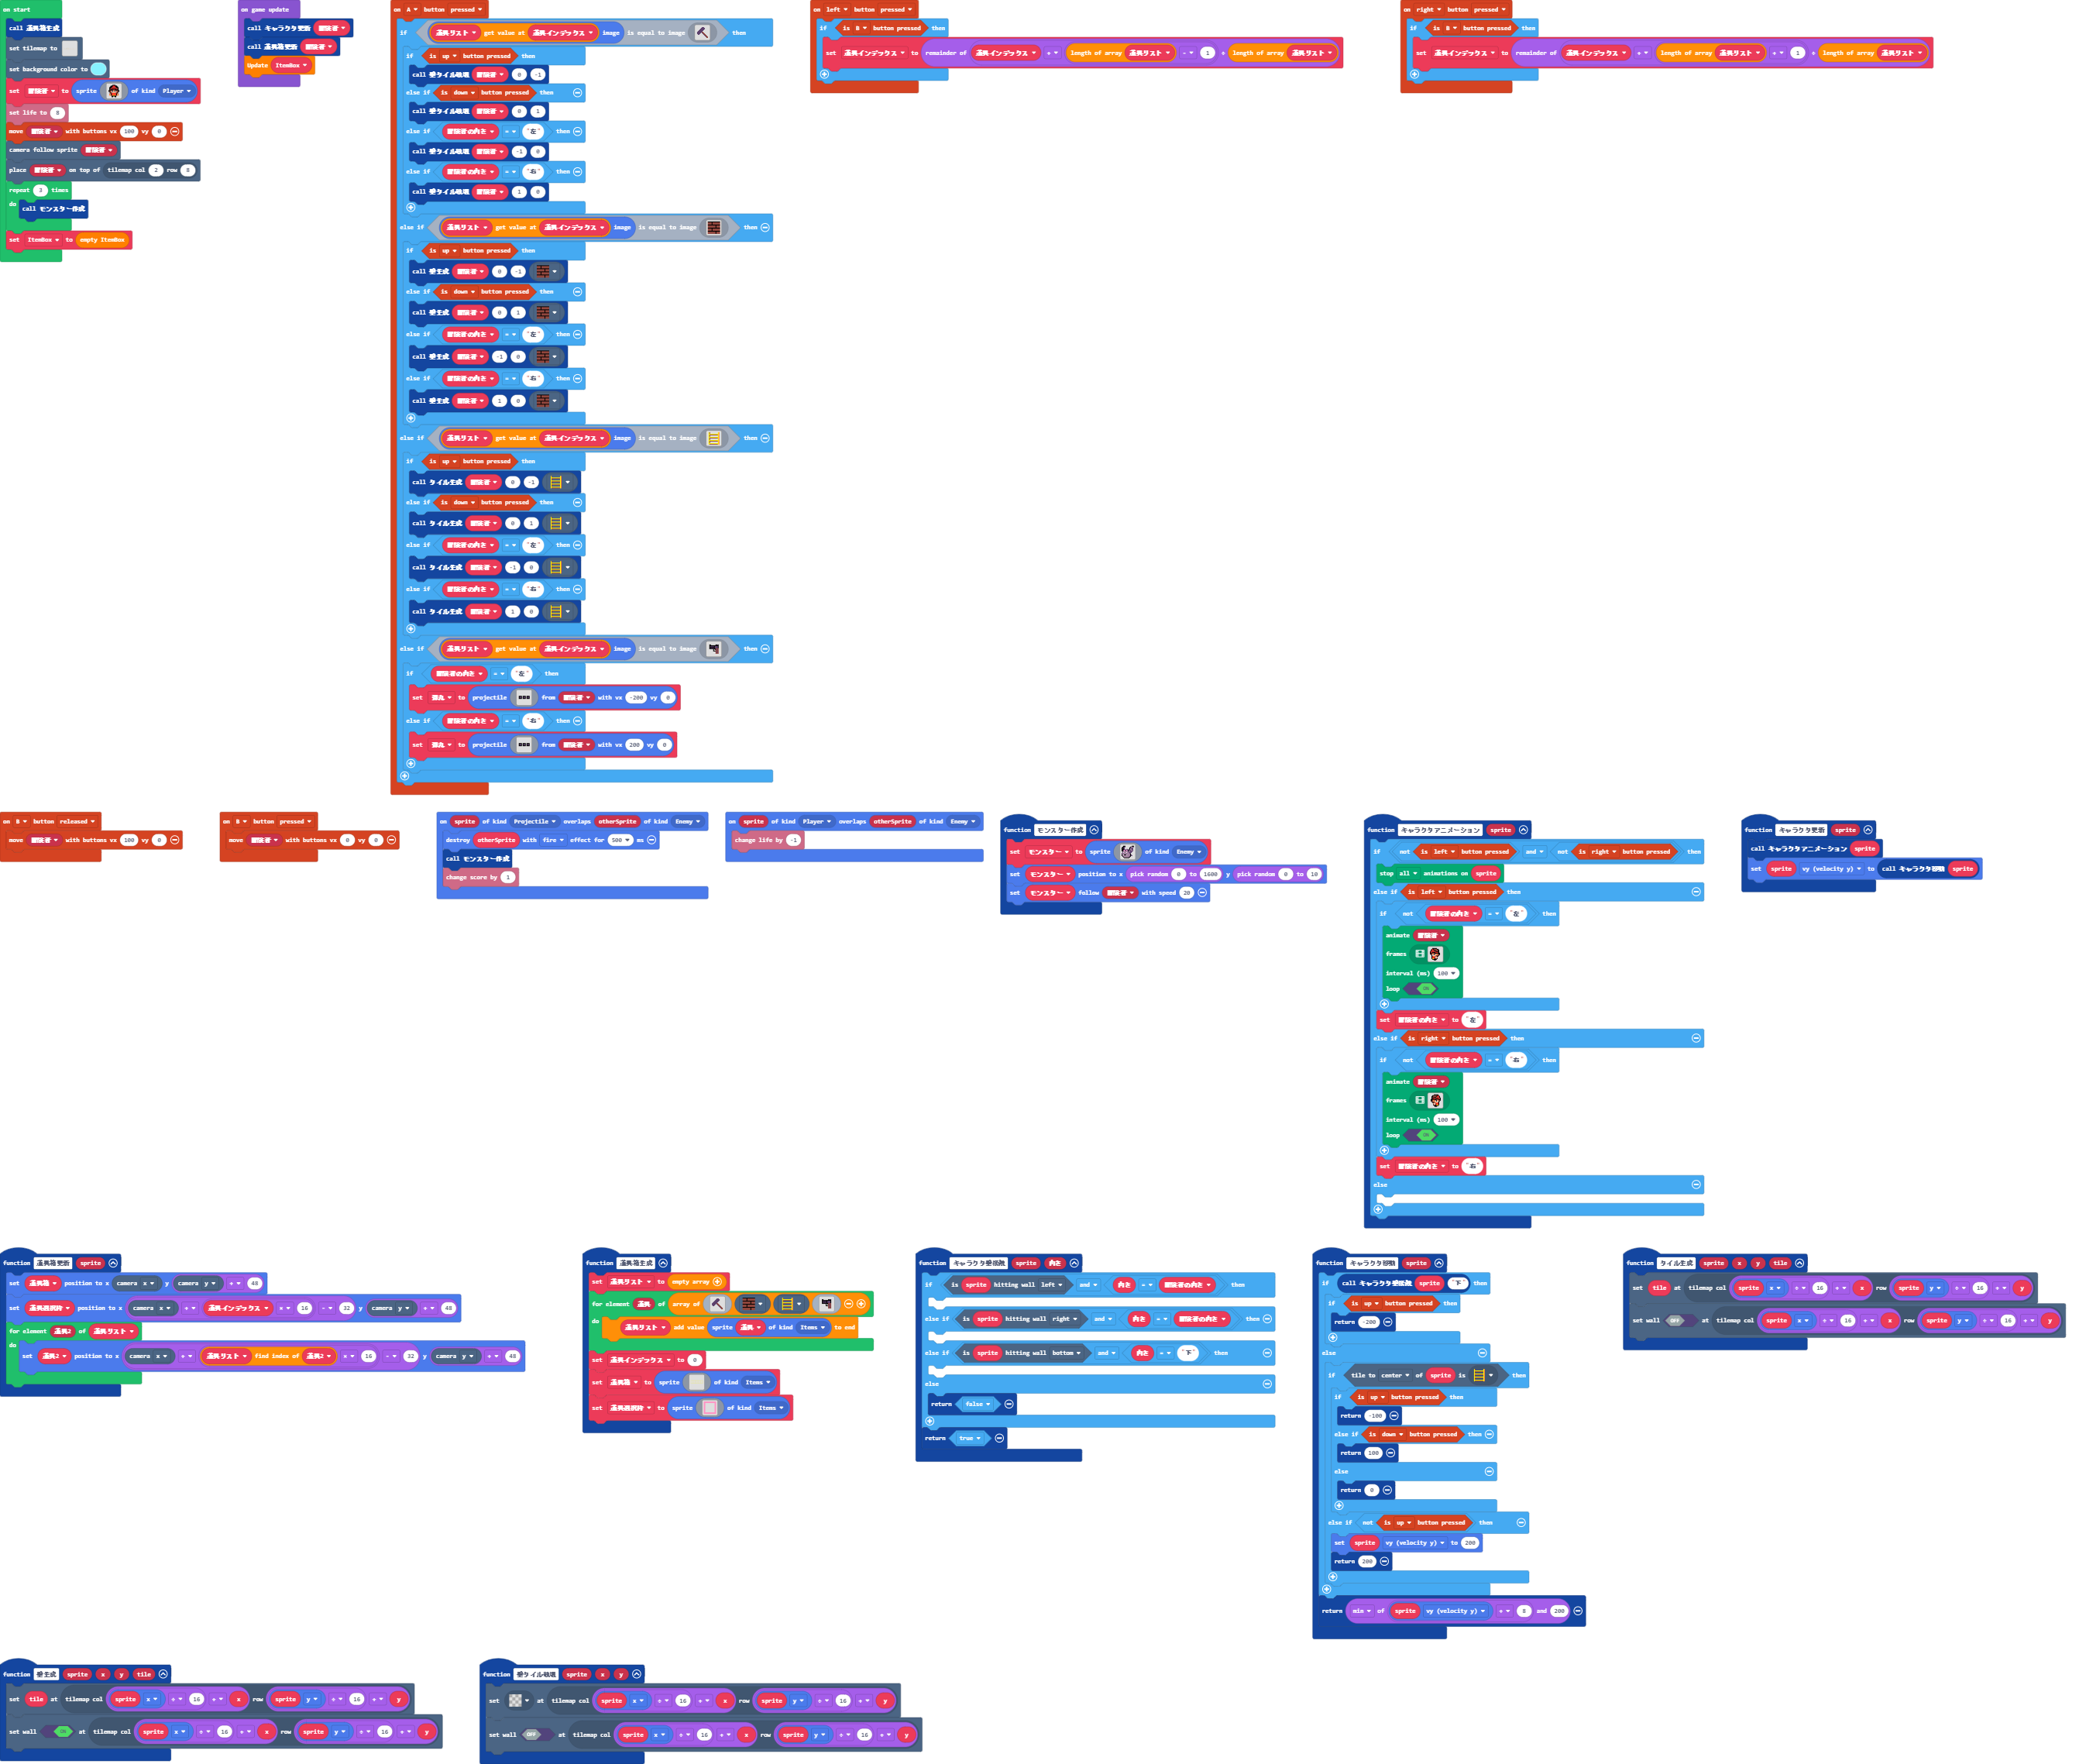 on start
call 道具箱生成
set tilemap to
set background color to
set 冒険者 to sprite of kind Player
set life to 8
move 冒険者 with buttons vx 100 vy 0
camera follow sprite 冒険者
place 冒険者 on top of tilemap col 2 row 8
repeat 3 times
do
call モンスター作成
set ItemBox to empty ItemBox
on game update
call キャラクタ更新 冒険者
call 道具箱更新 冒険者
Update ItemBox
on A button pressed
if 道具リスト get value at 道具インデックス image is equal to image then
if is up button pressed then
call 壁タイル破壊 冒険者 0 -1
else if is down button pressed then
call 壁タイル破壊 冒険者 0 1
else if 冒険者の向き = "左" then
call 壁タイル破壊 冒険者 -1 0
else if 冒険者の向き = "右" then
call 壁タイル破壊 冒険者 1 0
else if 道具リスト get value at 道具インデックス image is equal to image then
if is up button pressed then
call 壁生成 冒険者 0 -1
else if is down button pressed then
call 壁生成 冒険者 0 1
else if 冒険者の向き = "左" then
call 壁生成 冒険者 -1 0
else if 冒険者の向き = "右" then
call 壁生成 冒険者 1 0
else if 道具リスト get value at 道具インデックス image is equal to image then
if is up button pressed then
call タイル生成 冒険者 0 -1
else if is down button pressed then
call タイル生成 冒険者 0 1
else if 冒険者の向き = "左" then
call タイル生成 冒険者 -1 0
else if 冒険者の向き = "右" then
call タイル生成 冒険者 1 0
else if 道具リスト get value at 道具インデックス image is equal to image then
if 冒険者の向き = "左" then
set 弾丸 to projectile from 冒険者 with vx -200 vy 0
else if 冒険者の向き = "右" then
set 弾丸 to projectile from 冒険者 with vx 200 vy 0
on left button pressed
if is B button pressed then
set 道具インデックス to remainder of 道具インデックス + length of array 道具リスト - 1 ÷ length of array 道具リスト
on right button pressed
if is B button pressed then
set 道具インデックス to remainder of 道具インデックス + length of array 道具リスト + 1 ÷ length of array 道具リスト
on B button released
move 冒険者 with buttons vx 100 vy 0
on B button pressed
move 冒険者 with buttons vx 0 vy 0
on sprite of kind Projectile overlaps otherSprite of kind Enemy
destroy otherSprite with fire effect for 500 ms
call モンスター作成
change score by 1
on sprite of kind Player overlaps otherSprite of kind Enemy
change life by -1
function モンスター作成
set モンスター to sprite of kind Enemy
set モンスター position to x pick random 0 to 1600 y pick random 0 to 10
set モンスター follow 冒険者 with speed 20
function キャラクタアニメーション sprite
if not is left button pressed and not is right button pressed then
stop all animations on sprite
else if is left button pressed then
if not 冒険者の向き = "左" then
animate 冒険者
frames
interval (ms) 100
loop ON
set 冒険者の向き to "左"
else if is right button pressed then
if not 冒険者の向き = "右" then
animate 冒険者
frames
interval (ms) 100
loop ON
set 冒険者の向き to "右"
else
function キャラクタ更新 sprite
call キャラクタアニメーション sprite
set sprite vy (velocity y) to call キャラクタ移動 sprite
function 道具箱更新 sprite
set 道具箱 position to x camera x y camera y + 48
set 道具選択枠 position to x camera x + 道具インデックス × 16 - 32 y camera y + 48
for element 道具2 of 道具リスト
do
set 道具2 position to x camera x + 道具リスト find index of 道具2 × 16 - 32 y camera y + 48
function 道具箱生成
set 道具リスト to empty array
for element 道具 of array of
do
道具リスト add value sprite 道具 of kind Items to end
set 道具インデックス to 0
set 道具箱 to sprite of kind Items
set 道具選択枠 to sprite of kind Items
function キャラクタ壁接触 sprite 向き
if is sprite hitting wall left and 向き = 冒険者の向き then
else if is sprite hitting wall right and 向き = 冒険者の向き then
else if is sprite hitting wall bottom and 向き = "下" then
else
return false
return true
function キャラクタ移動 sprite
if call キャラクタ壁接触 sprite "下" then
if is up button pressed then
return -200
else
if tile to center of sprite is then
if is up button pressed then
return -100
else if is down button pressed then
return 100
else
return 0
else if not is up button pressed then
set sprite vy (velocity y) to 200
return 200
return min of sprite vy (velocity y) + 8 and 200
function タイル生成 sprite x y tile
set tile at tilemap col sprite x ÷ 16 + x row sprite y ÷ 16 + y
set wall OFF at tilemap col sprite x ÷ 16 + x row sprite y ÷ 16 + y
function 壁生成 sprite x y tile
set tile at tilemap col sprite x ÷ 16 + x row sprite y ÷ 16 + y
set wall ON at tilemap col sprite x ÷ 16 + x row sprite y ÷ 16 + y
function 壁タイル破壊 sprite x y
set at tilemap col sprite x ÷ 16 + x row sprite y ÷ 16 + y
set wall OFF at tilemap col sprite x ÷ 16 + x row sprite y ÷ 16 + y